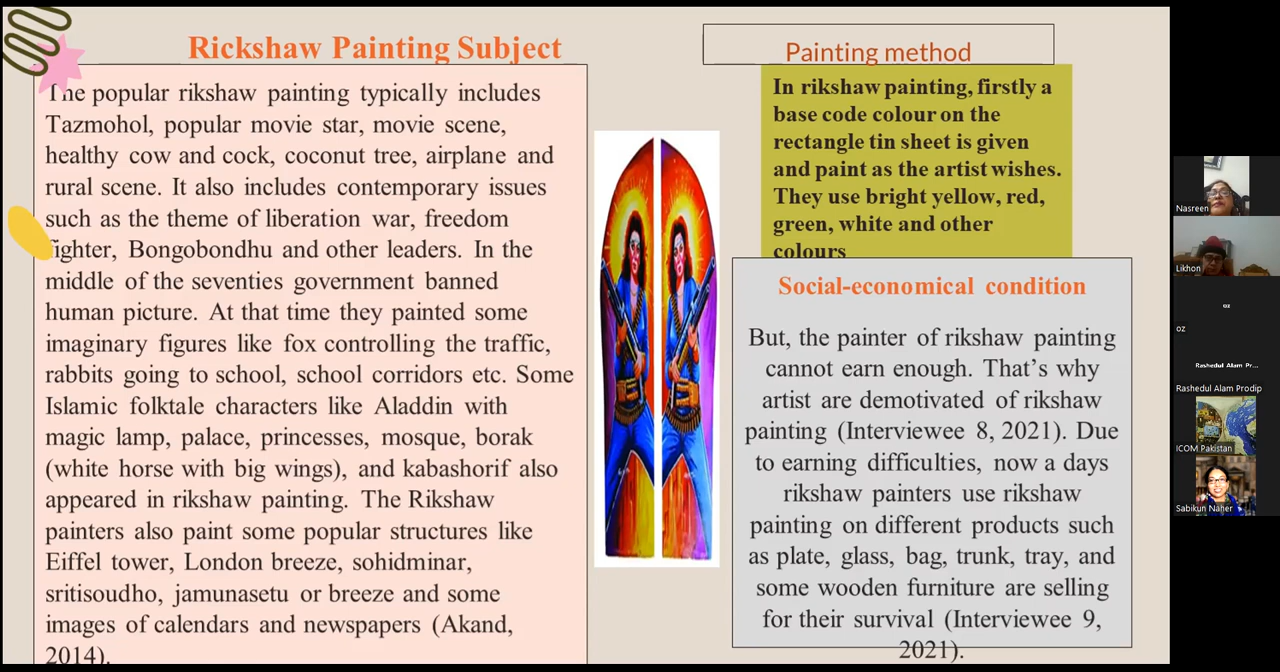 Rickshaw Painting Subject
The popular rikshaw painting typically includes
Tazmohol, popular movie star, movie scene,
healthy cow and cock, coconut tree, airplane and
rural scene. It also includes contemporary issues
such as the theme of liberation war, freedom
fighter, Bongobondhu and other leaders. In the
middle of the seventies government banned
human picture. At that time they painted some
imaginary figures like fox controlling the traffic,
rabbits going to school, school corridors etc. Some
Islamic folktale characters like Aladdin with
magic lamp, palace, princesses, mosque, borak
(white horse with big wings), and kabashorif also
appeared in rikshaw painting. The Rikshaw
painters also paint some popular structures like
Eiffel tower, London breeze, sohidminar,
sritisoudho, jamunasetu or breeze and some
images of calendars and newspapers (Akand,
2014).
Painting method
In rikshaw painting, firstly a
base code colour on the
rectangle tin sheet is given
and paint as the artist wishes.
They use bright yellow, red,
green, white and other
colours
Social-economical condition
But, the painter of rikshaw painting
cannot earn enough. That’s why
artist are demotivated of rikshaw
painting (Interviewee 8, 2021). Due
to earning difficulties, now a days
rikshaw painters use rikshaw
painting on different products such
as plate, glass, bag, trunk, tray, and
some wooden furniture are selling
for their survival (Interviewee 9,
2021).
Nasreen
Likhon
oz
oz
Rashedul Alam Pr...
Rashedul Alam Prodip
ICOM Pakistan
Sabikun Naher